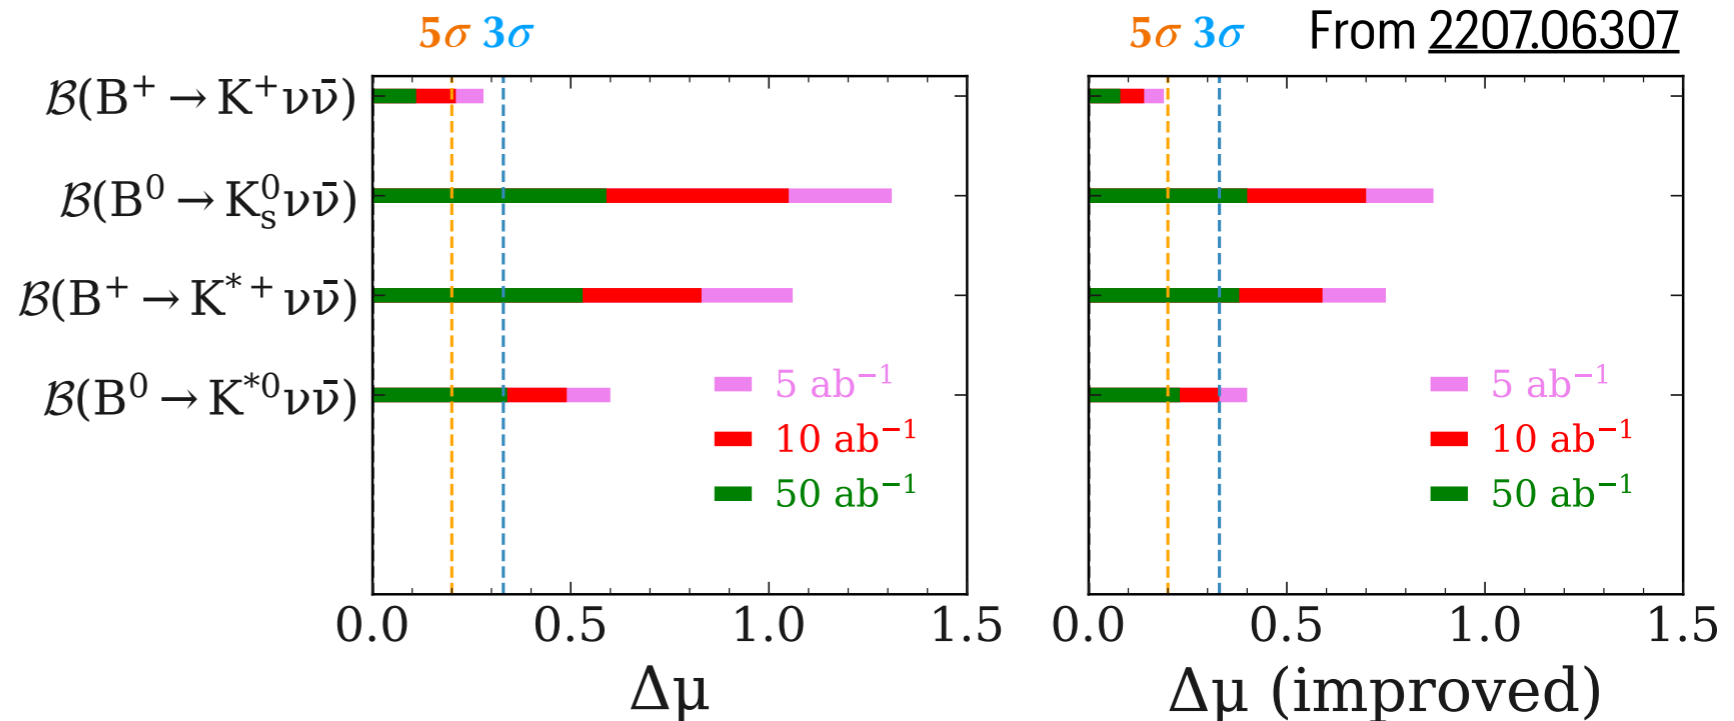 5σ 3σ
5σ 3σ From 2207.06307
ℬ(B⁺ → K⁺νν̄)
ℬ(B⁰ → K⁰ₛνν̄)
ℬ(B⁺ → K*⁺νν̄)
ℬ(B⁰ → K*⁰νν̄)
5 ab⁻¹
10 ab⁻¹
50 ab⁻¹
0.0 0.5 1.0 1.5
Δμ
5 ab⁻¹
10 ab⁻¹
50 ab⁻¹
0.0 0.5 1.0 1.5
Δμ (improved)